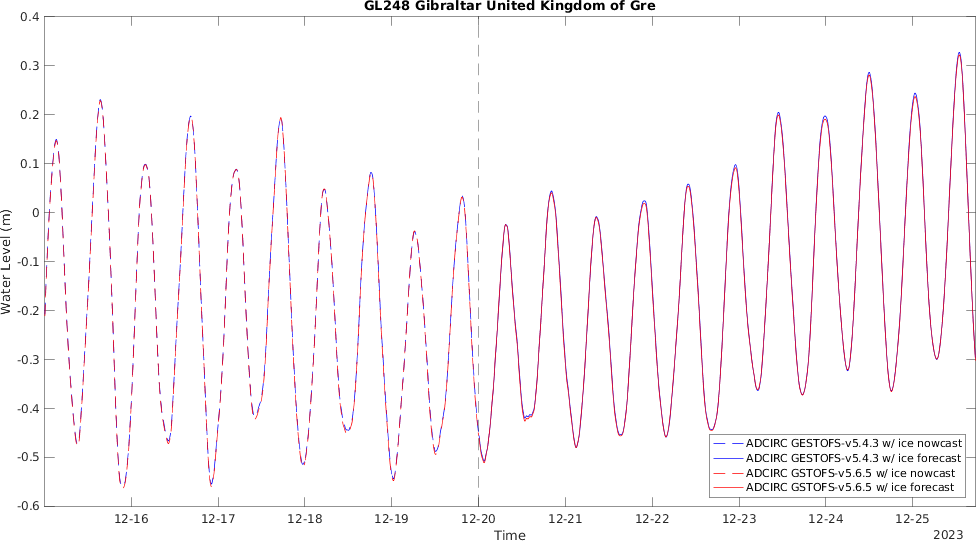 GL248 Gibraltar United Kingdom of Gre
0.4
0.3
0.2
0.1
0
-0.1
-0.2
-0.3
-0.4
-0.5
-0.6
Water Level (m)
ADCIRC GESTOFS-v5.4.3 w/ ice nowcast
ADCIRC GESTOFS-v5.4.3 w/ ice forecast
ADCIRC GSTOFS-v5.6.5 w/ ice nowcast
ADCIRC GSTOFS-v5.6.5 w/ ice forecast
12-16 12-17 12-18 12-19 12-20 12-21 12-22 12-23 12-24 12-25
Time
2023